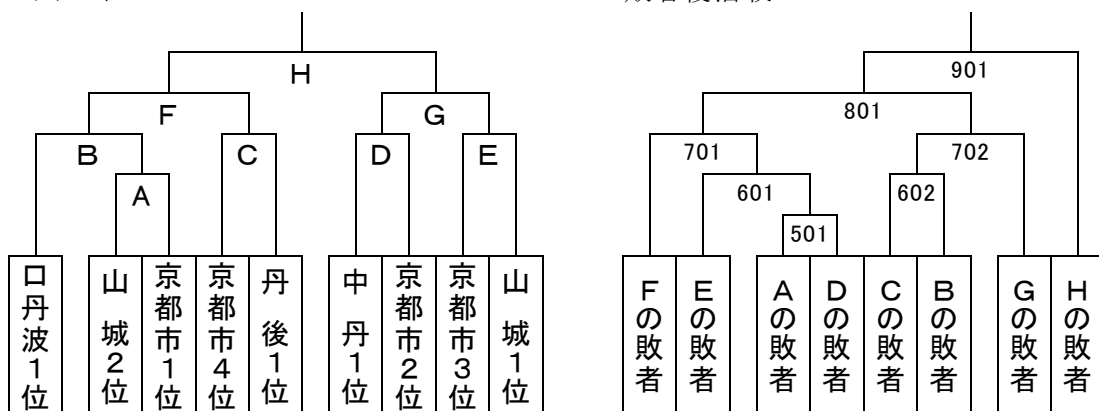 H
901
F
G
801
B
C
D
E
701
702
A
601
602
501
口丹波1位
山城2位
京都市1位
京都市4位
丹後1位
中丹1位
京都市2位
京都市3位
山城1位
Fの敗者
Eの敗者
Aの敗者
Dの敗者
Cの敗者
Bの敗者
Gの敗者
Hの敗者